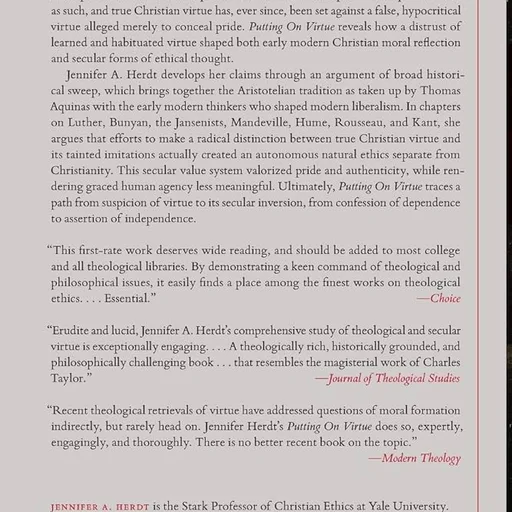 as such, and true Christian virtue has, ever since, been set against a false, hypocritical
virtue alleged merely to conceal pride. Putting On Virtue reveals how a distrust of
learned and habituated virtue shaped both early modern Christian moral reflection
and secular forms of ethical thought.
Jennifer A. Herdt develops her claims through an argument of broad histori-
cal sweep, which brings together the Aristotelian tradition as taken up by Thomas
Aquinas with the early modern thinkers who shaped modern liberalism. In chapters
on Luther, Bunyan, the Jansenists, Mandeville, Hume, Rousseau, and Kant, she
argues that efforts to make a radical distinction between true Christian virtue and
its tainted imitations actually created an autonomous natural ethics separate from
Christianity. This secular value system valorized pride and authenticity, while ren-
dering graced human agency less meaningful. Ultimately, Putting On Virtue traces a
path from suspicion of virtue to its secular inversion, from confession of dependence
to assertion of independence.
“This first-rate work deserves wide reading, and should be added to most college
and all theological libraries. By demonstrating a keen command of theological and
philosophical issues, it easily finds a place among the finest works on theological
ethics. . . . Essential.” —Choice
“Erudite and lucid, Jennifer A. Herdt’s comprehensive study of theological and secular
virtue is exceptionally engaging. . . . A theologically rich, historically grounded, and
philosophically challenging book . . . that resembles the magisterial work of Charles
Taylor.” —Journal of Theological Studies
“Recent theological retrievals of virtue have addressed questions of moral formation
indirectly, but rarely head on. Jennifer Herdt’s Putting On Virtue does so, expertly,
engagingly, and thoroughly. There is no better recent book on the topic.”
—Modern Theology
JENNIFER A. HERDT is the Stark Professor of Christian Ethics at Yale University.